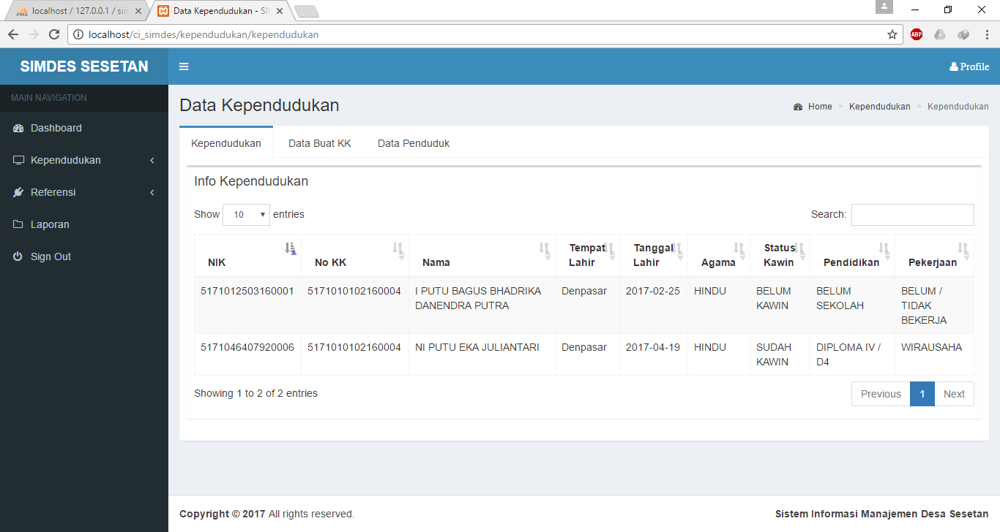 localhost / 127.0.0.1 / sim
Data Kependudukan - SI
localhost/ci_simdes/kependudukan/kependudukan
ABP
SIMDES SESETAN
Profile
MAIN NAVIGATION
Dashboard
Kependudukan
Referensi
Laporan
Sign Out
Data Kependudukan
Home > Kependudukan > Kependudukan
Kependudukan Data Buat KK Data Penduduk
Info Kependudukan
Show 10 entries Search:
NIK No KK Nama Tempat Lahir Tanggal Lahir Agama Status Kawin Pendidikan Pekerjaan
5171012503160001 5171010102160004 I PUTU BAGUS BHADRIKA Denpasar 2017-02-25 HINDU BELUM BELUM BELUM /
DANENDRA PUTRA KAWIN SEKOLAH TIDAK
BEKERJA
5171046407920006 5171010102160004 NI PUTU EKA JULIANTARI Denpasar 2017-04-19 HINDU SUDAH DIPLOMA IV / WIRAUSAHA
KAWIN D4
Showing 1 to 2 of 2 entries Previous 1 Next
Copyright © 2017 All rights reserved. Sistem Informasi Manajemen Desa Sesetan